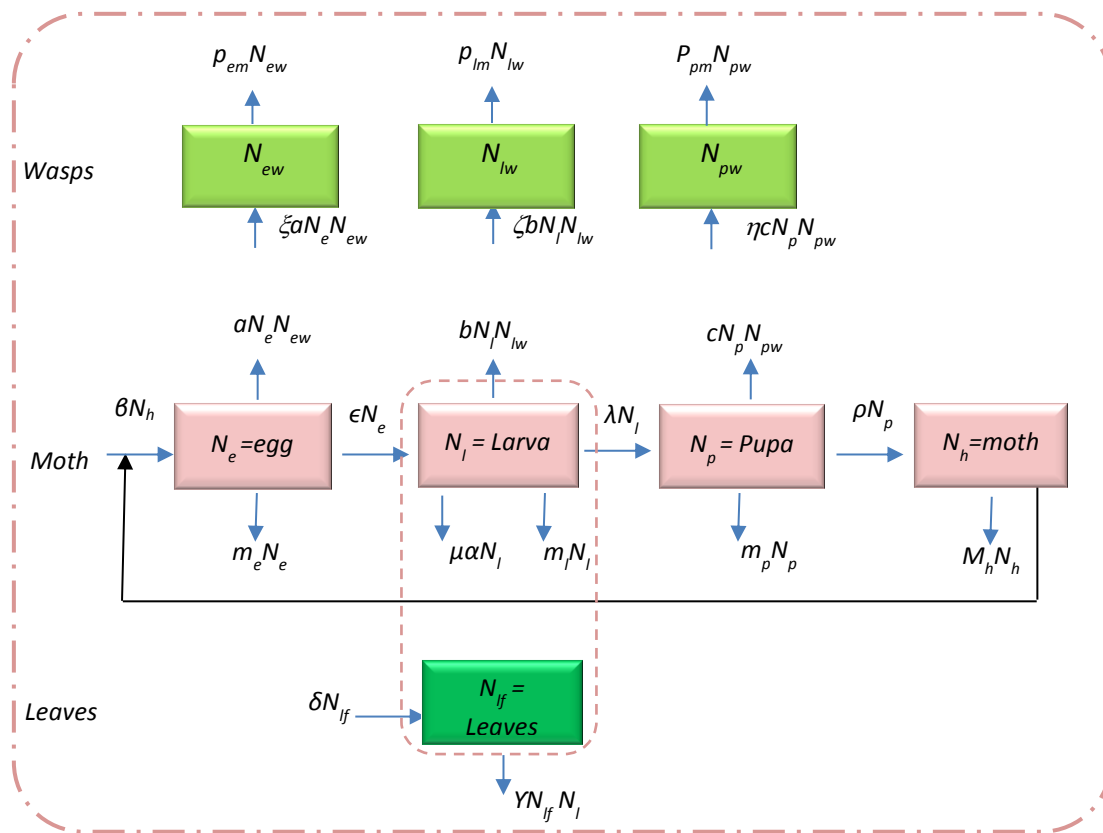 p_em N_ew
p_lm N_lw
P_pm N_pw
Wasps
N_ew
N_lw
N_pw
ξaN_e N_ew
ζbN_l N_lw
ηcN_p N_pw
aN_e N_ew
bN_l N_lw
cN_p N_pw
βN_h
ϵN_e
λN_l
ρN_p
Moth
N_e =egg
N_l = Larva
N_p = Pupa
N_h =moth
m_e N_e
μαN_l
m_l N_l
m_p N_p
M_h N_h
Leaves
δN_lf
N_lf =
Leaves
ϒN_lf N_l